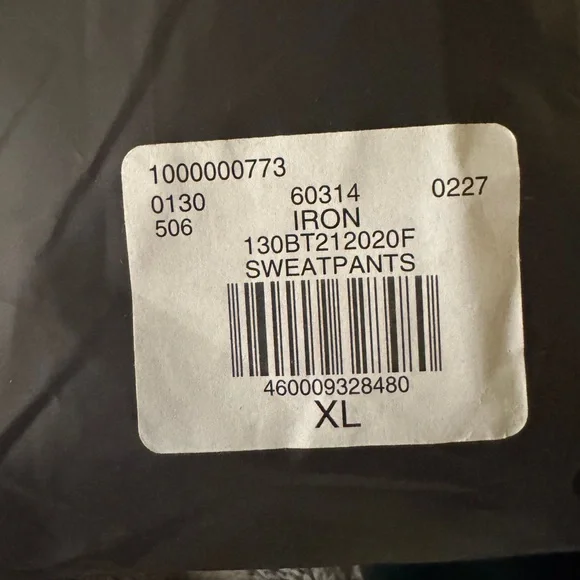 1000000773
0130 60314 0227
506 IRON
130BT212020F
SWEATPANTS
460009328480
XL